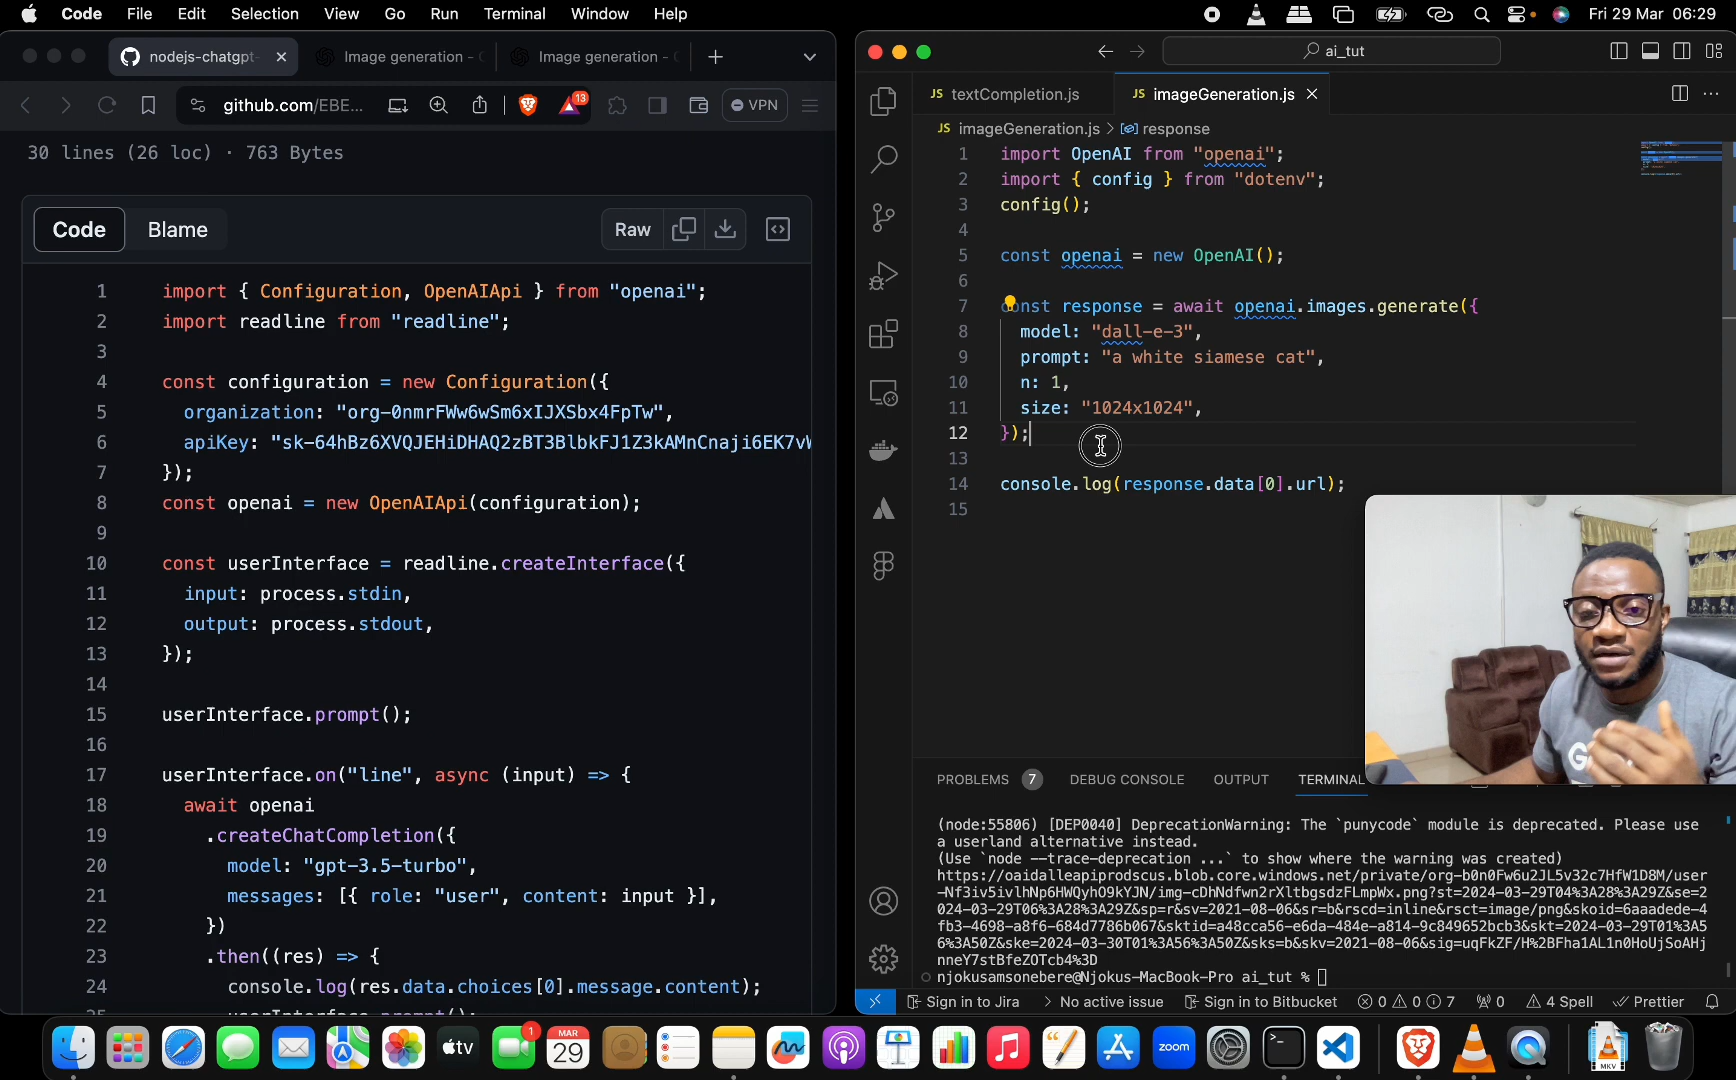 Code File Edit Selection View Go Run Terminal Window Help Fri 29 Mar 06:29
nodejs-chatgpt- Image generation - Image generation -
github.com/EBE... 13 VPN
30 lines (26 loc) · 763 Bytes
Code Blame Raw
1 import { Configuration, OpenAIApi } from "openai";
2 import readline from "readline";
3
4 const configuration = new Configuration({
5 organization: "org-0nmrFWw6wSm6xIJXSbx4FpTw",
6 apiKey: "sk-64hBz6XVQJEHiDHAQ2zBT3BlbkFJ1Z3kAMnCnaji6EK7vW
7 });
8 const openai = new OpenAIApi(configuration);
9
10 const userInterface = readline.createInterface({
11 input: process.stdin,
12 output: process.stdout,
13 });
14
15 userInterface.prompt();
16
17 userInterface.on("line", async (input) => {
18 await openai
19 .createChatCompletion({
20 model: "gpt-3.5-turbo",
21 messages: [{ role: "user", content: input }],
22 })
23 .then((res) => {
24 console.log(res.data.choices[0].message.content);
ai_tut
JS textCompletion.js JS imageGeneration.js
JS imageGeneration.js > response
1 import OpenAI from "openai";
2 import { config } from "dotenv";
3 config();
4
5 const openai = new OpenAI();
6
7 const response = await openai.images.generate({
8 model: "dall-e-3",
9 prompt: "a white siamese cat",
10 n: 1,
11 size: "1024x1024",
12 });
13
14 console.log(response.data[0].url);
15
G
PROBLEMS 7 DEBUG CONSOLE OUTPUT TERMINAL
(node:55806) [DEP0040] DeprecationWarning: The `punycode` module is deprecated. Please use
a userland alternative instead.
(Use `node --trace-deprecation ...` to show where the warning was created)
https://oaidalleapiprodscus.blob.core.windows.net/private/org-b0n0Fw6u2JL5v32c7HfW1D8M/user
-Nf3iv5ivlhNp6HWQyhO9kYJN/img-cDhNdfwn2rXltbgsdzFLmpWx.png?st=2024-03-29T04%3A28%3A29Z&se=2
024-03-29T06%3A28%3A29Z&sp=r&sv=2021-08-06&sr=b&rscd=inline&rsct=image/png&skoid=6aaadede-4
fb3-4698-a8f6-684d7786b067&sktid=a48cca56-e6da-484e-a814-9c849652bcb3&skt=2024-03-29T01%3A5
6%3A50Z&ske=2024-03-30T01%3A56%3A50Z&sks=b&skv=2021-08-06&sig=uqFkZF/H%2BFha1AL1n0HoUjSoAHj
nneY7stBfeZOTcb4%3D
njokusamsonebere@Njokus-MacBook-Pro ai_tut %
Sign in to Jira No active issue Sign in to Bitbucket 0 0 7 0 4 Spell Prettier
tv 1 MAR 29 zoom MKV